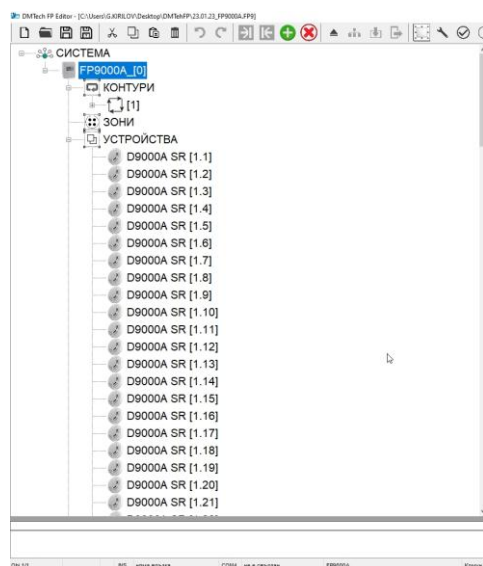 DMTech FP Editor - [C:\Users\G.KIRILOV\Desktop\DMTehFP\23.01.23_FP9000A.FP9]
СИСТЕМА
FP9000A_[0]
КОНТУРИ
[1]
ЗОНИ
УСТРОЙСТВА
D9000A SR [1.1]
D9000A SR [1.2]
D9000A SR [1.3]
D9000A SR [1.4]
D9000A SR [1.5]
D9000A SR [1.6]
D9000A SR [1.7]
D9000A SR [1.8]
D9000A SR [1.9]
D9000A SR [1.10]
D9000A SR [1.11]
D9000A SR [1.12]
D9000A SR [1.13]
D9000A SR [1.14]
D9000A SR [1.15]
D9000A SR [1.16]
D9000A SR [1.17]
D9000A SR [1.18]
D9000A SR [1.19]
D9000A SR [1.20]
D9000A SR [1.21]